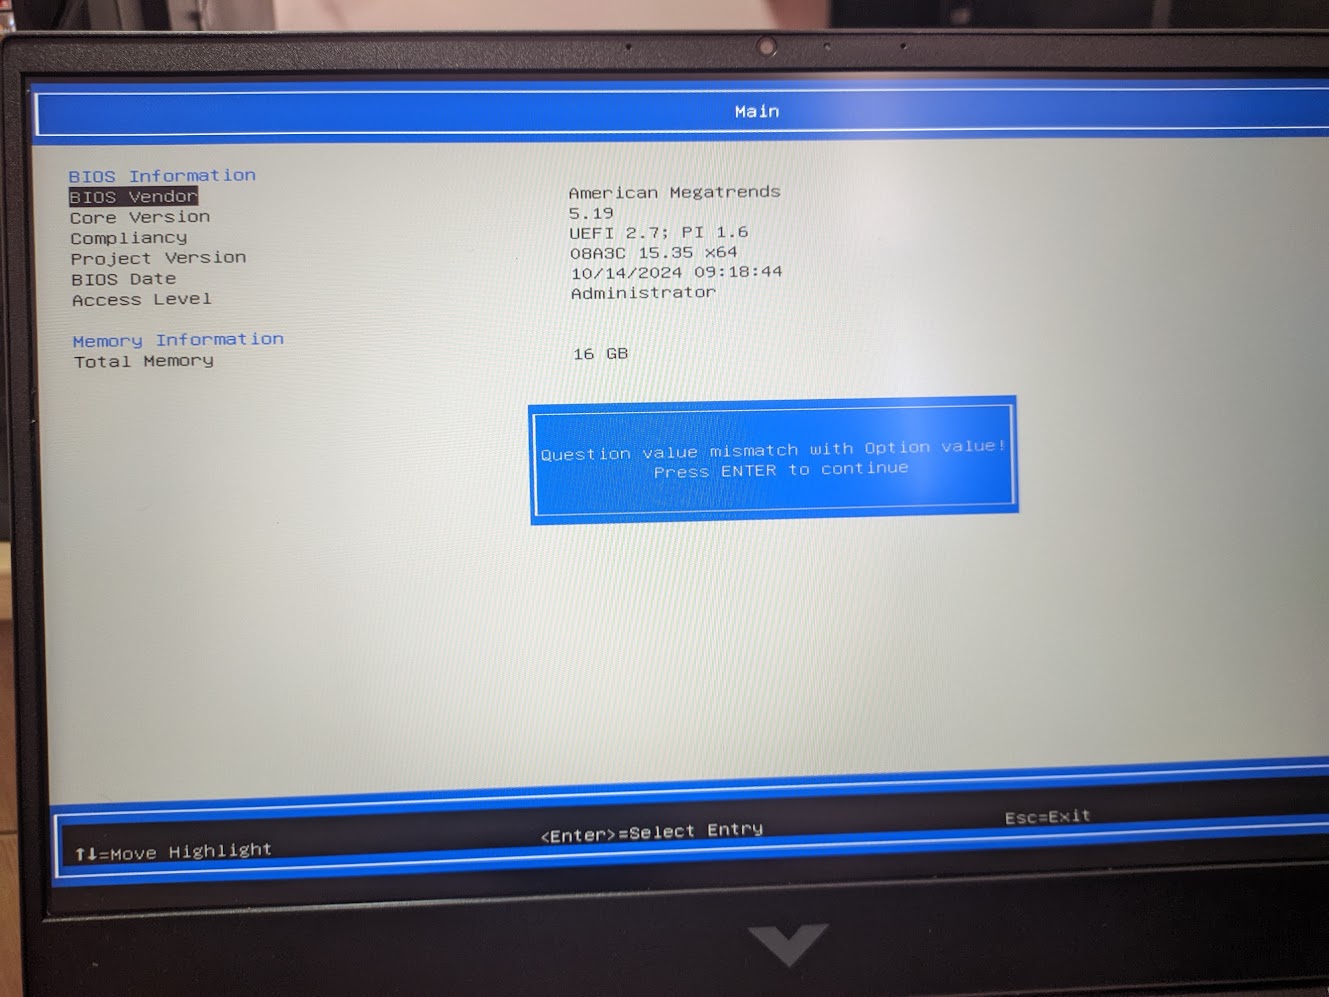 Main
BIOS Information
BIOS Vendor American Megatrends
Core Version 5.19
Compliancy UEFI 2.7; PI 1.6
Project Version 08A3C 15.35 x64
BIOS Date 10/14/2024 09:18:44
Access Level Administrator
Memory Information
Total Memory 16 GB
Question value mismatch with Option value!
Press ENTER to continue
↑↓=Move Highlight <Enter>=Select Entry Esc=Exit